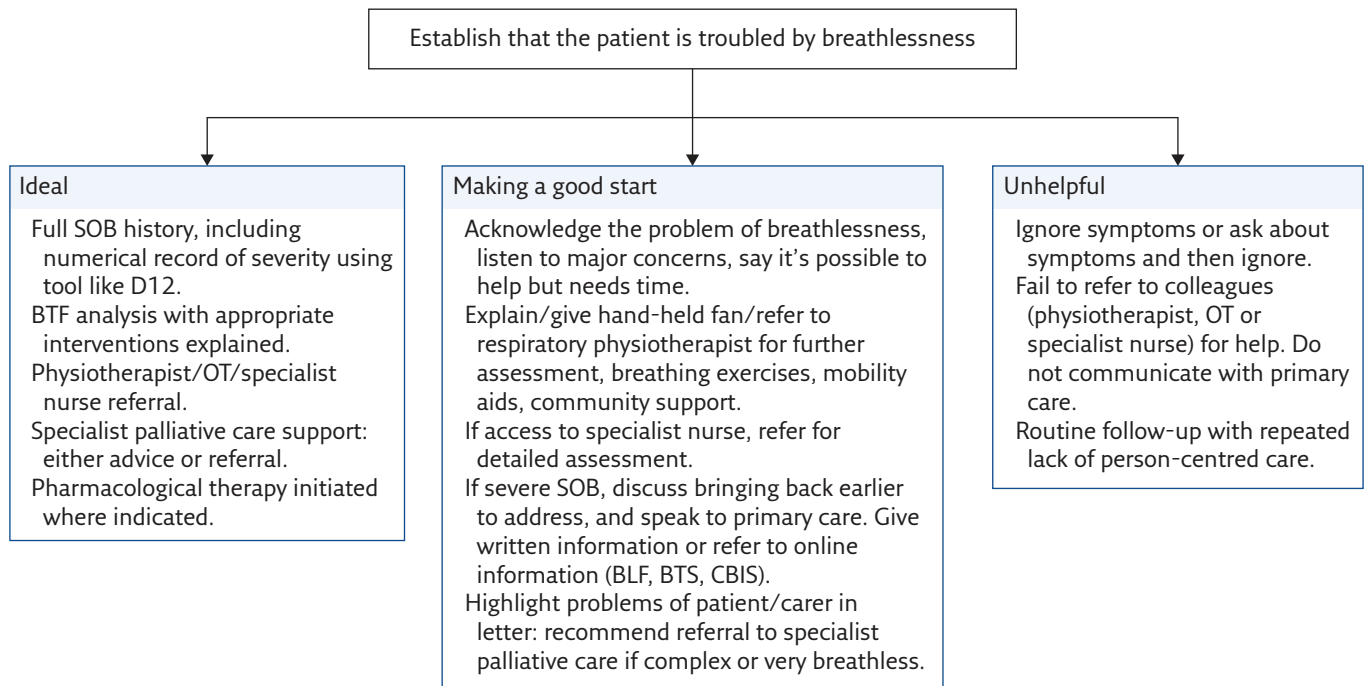 Establish that the patient is troubled by breathlessness
Ideal
Full SOB history, including
numerical record of severity using
tool like D12.
BTF analysis with appropriate
interventions explained.
Physiotherapist/OT/specialist
nurse referral.
Specialist palliative care support:
either advice or referral.
Pharmacological therapy initiated
where indicated.
Making a good start
Acknowledge the problem of breathlessness,
listen to major concerns, say it's possible to
help but needs time.
Explain/give hand-held fan/refer to
respiratory physiotherapist for further
assessment, breathing exercises, mobility
aids, community support.
If access to specialist nurse, refer for
detailed assessment.
If severe SOB, discuss bringing back earlier
to address, and speak to primary care. Give
written information or refer to online
information (BLF, BTS, CBIS).
Highlight problems of patient/carer in
letter: recommend referral to specialist
palliative care if complex or very breathless.
Unhelpful
Ignore symptoms or ask about
symptoms and then ignore.
Fail to refer to colleagues
(physiotherapist, OT or
specialist nurse) for help. Do
not communicate with primary
care.
Routine follow-up with repeated
lack of person-centred care.